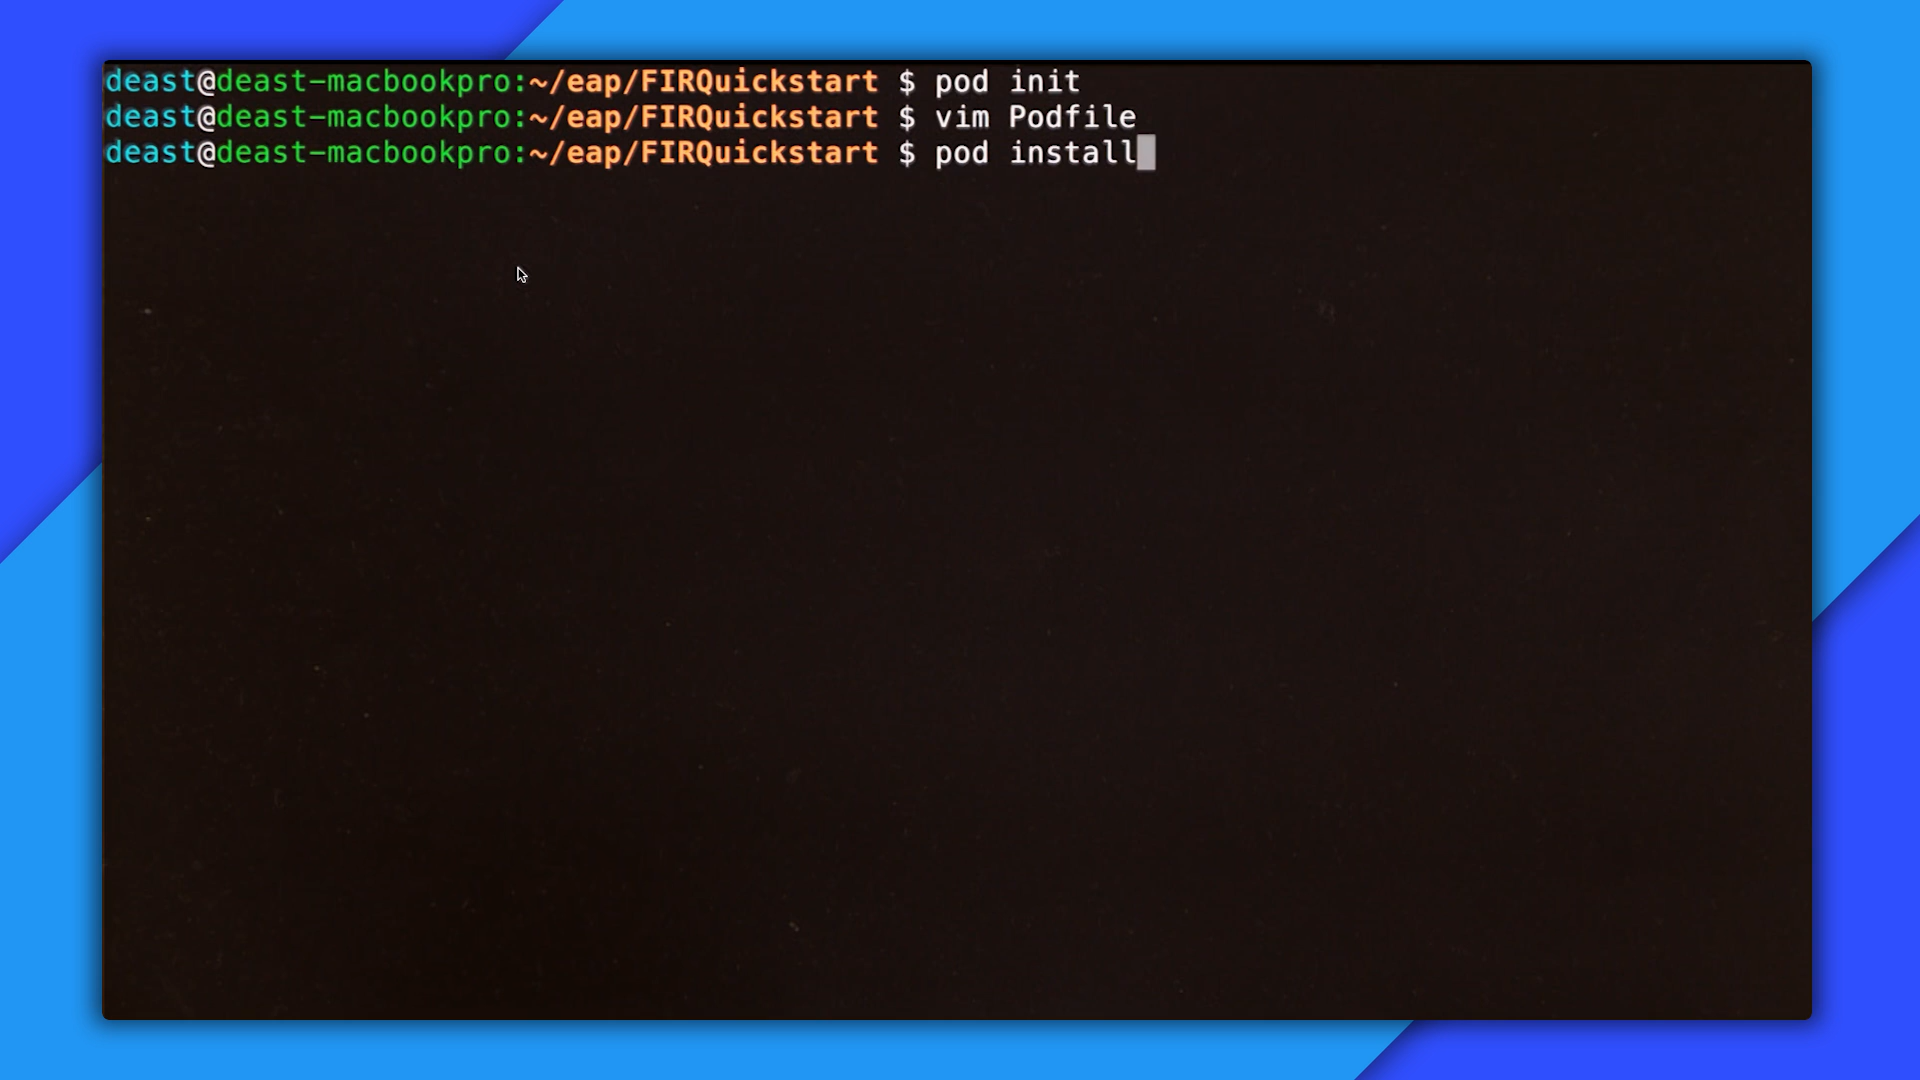 deast@deast-macbookpro:~/eap/FIRQuickstart $ pod init
deast@deast-macbookpro:~/eap/FIRQuickstart $ vim Podfile
deast@deast-macbookpro:~/eap/FIRQuickstart $ pod install